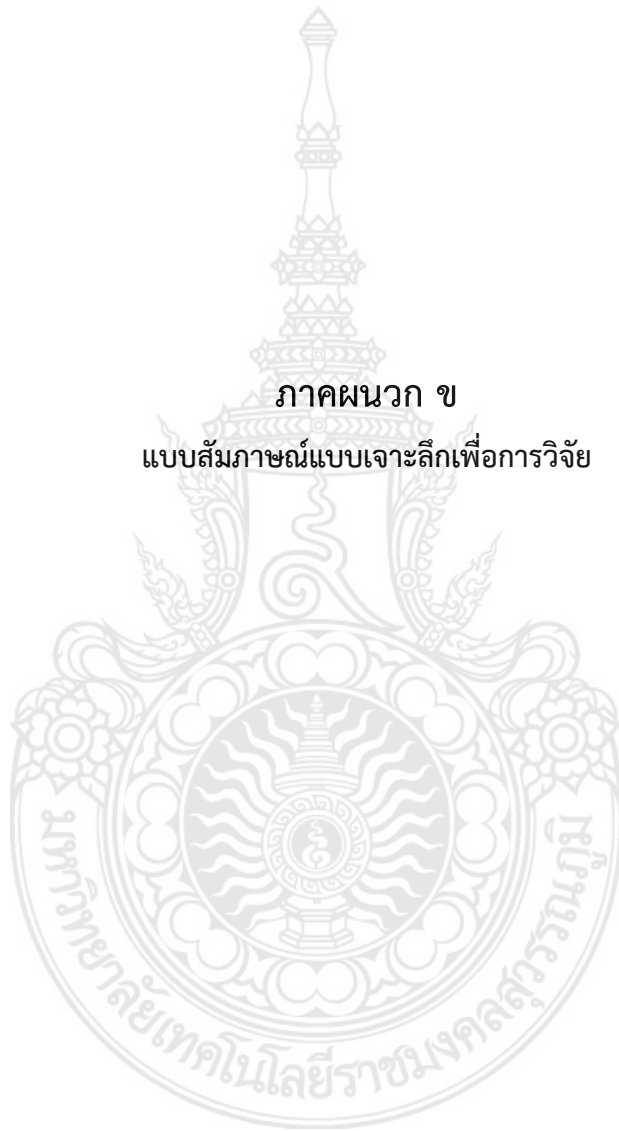 ภาคผนวก ข
แบบสัมภาษณ์แบบเจาะลึกเพื่อการวิจัย
มหาวิทยาลัยเทคโนโลยีราชมงคลสุวรรณภูมิ